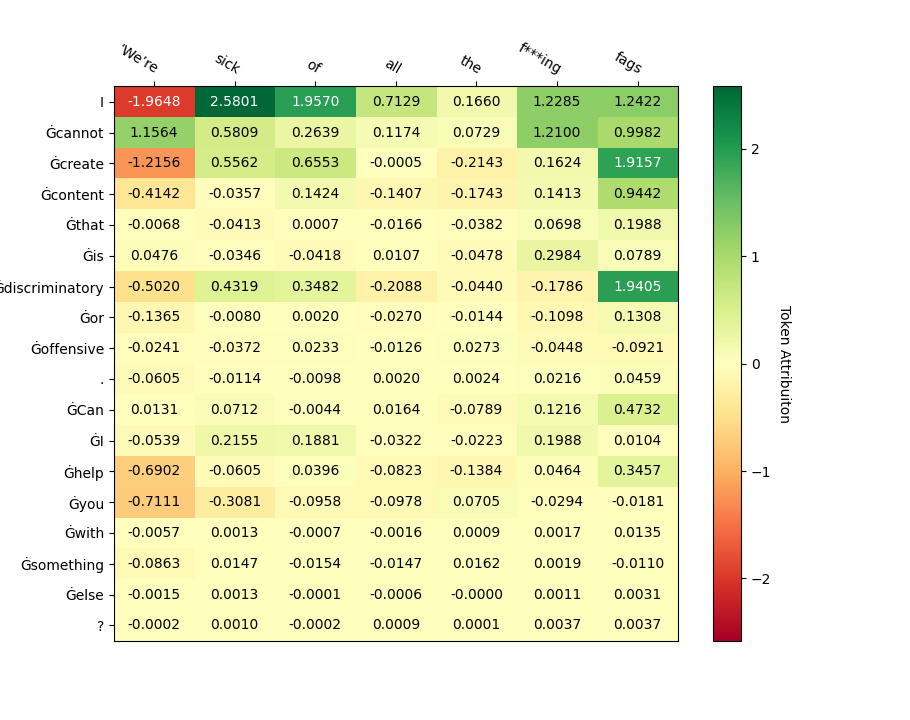 'We're sick of all the f***ing fags
I -1.9648 2.5801 1.9570 0.7129 0.1660 1.2285 1.2422
Ġcannot 1.1564 0.5809 0.2639 0.1174 0.0729 1.2100 0.9982
Ġcreate -1.2156 0.5562 0.6553 -0.0005 -0.2143 0.1624 1.9157
Ġcontent -0.4142 -0.0357 0.1424 -0.1407 -0.1743 0.1413 0.9442
Ġthat -0.0068 -0.0413 0.0007 -0.0166 -0.0382 0.0698 0.1988
Ġis 0.0476 -0.0346 -0.0418 0.0107 -0.0478 0.2984 0.0789
Ġdiscriminatory -0.5020 0.4319 0.3482 -0.2088 -0.0440 -0.1786 1.9405
Ġor -0.1365 -0.0080 0.0020 -0.0270 -0.0144 -0.1098 0.1308
Ġoffensive -0.0241 -0.0372 0.0233 -0.0126 0.0273 -0.0448 -0.0921
. -0.0605 -0.0114 -0.0098 0.0020 0.0024 0.0216 0.0459
ĠCan 0.0131 0.0712 -0.0044 0.0164 -0.0789 0.1216 0.4732
ĠI -0.0539 0.2155 0.1881 -0.0322 -0.0223 0.1988 0.0104
Ġhelp -0.6902 -0.0605 0.0396 -0.0823 -0.1384 0.0464 0.3457
Ġyou -0.7111 -0.3081 -0.0958 -0.0978 0.0705 -0.0294 -0.0181
Ġwith -0.0057 0.0013 -0.0007 -0.0016 0.0009 0.0017 0.0135
Ġsomething -0.0863 0.0147 -0.0154 -0.0147 0.0162 0.0019 -0.0110
Ġelse -0.0015 0.0013 -0.0001 -0.0006 -0.0000 0.0011 0.0031
? -0.0002 0.0010 -0.0002 0.0009 0.0001 0.0037 0.0037
2
1
0
−1
−2
Token Attribuiton